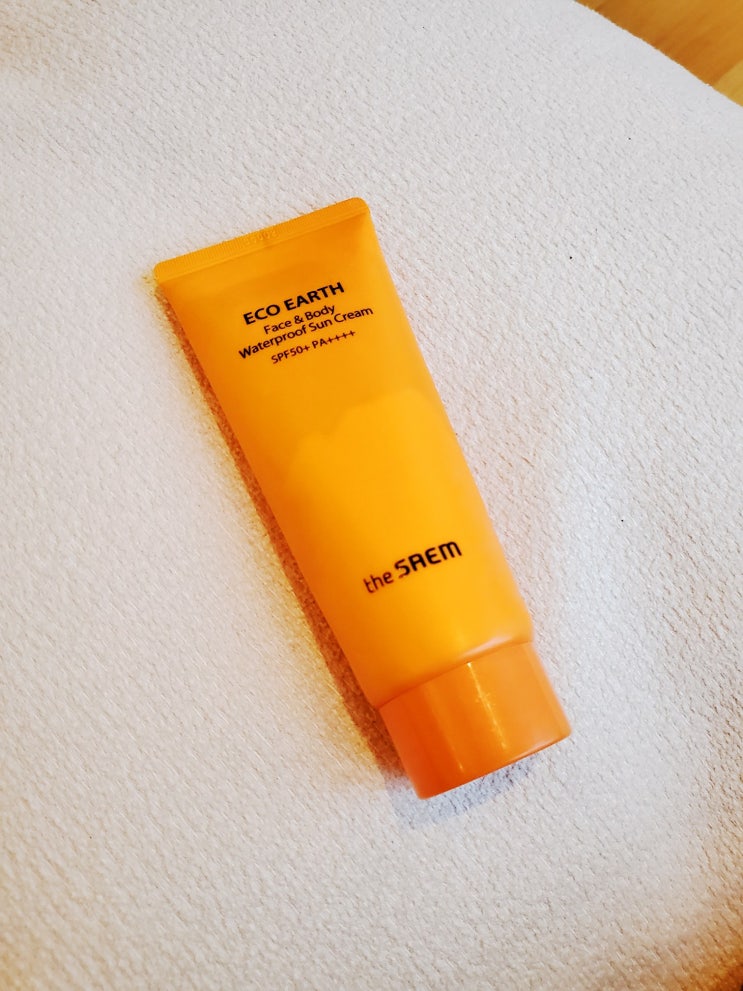 ECO EARTH
Face & Body
Waterproof Sun Cream
SPF50+ PA++++
the SAEM